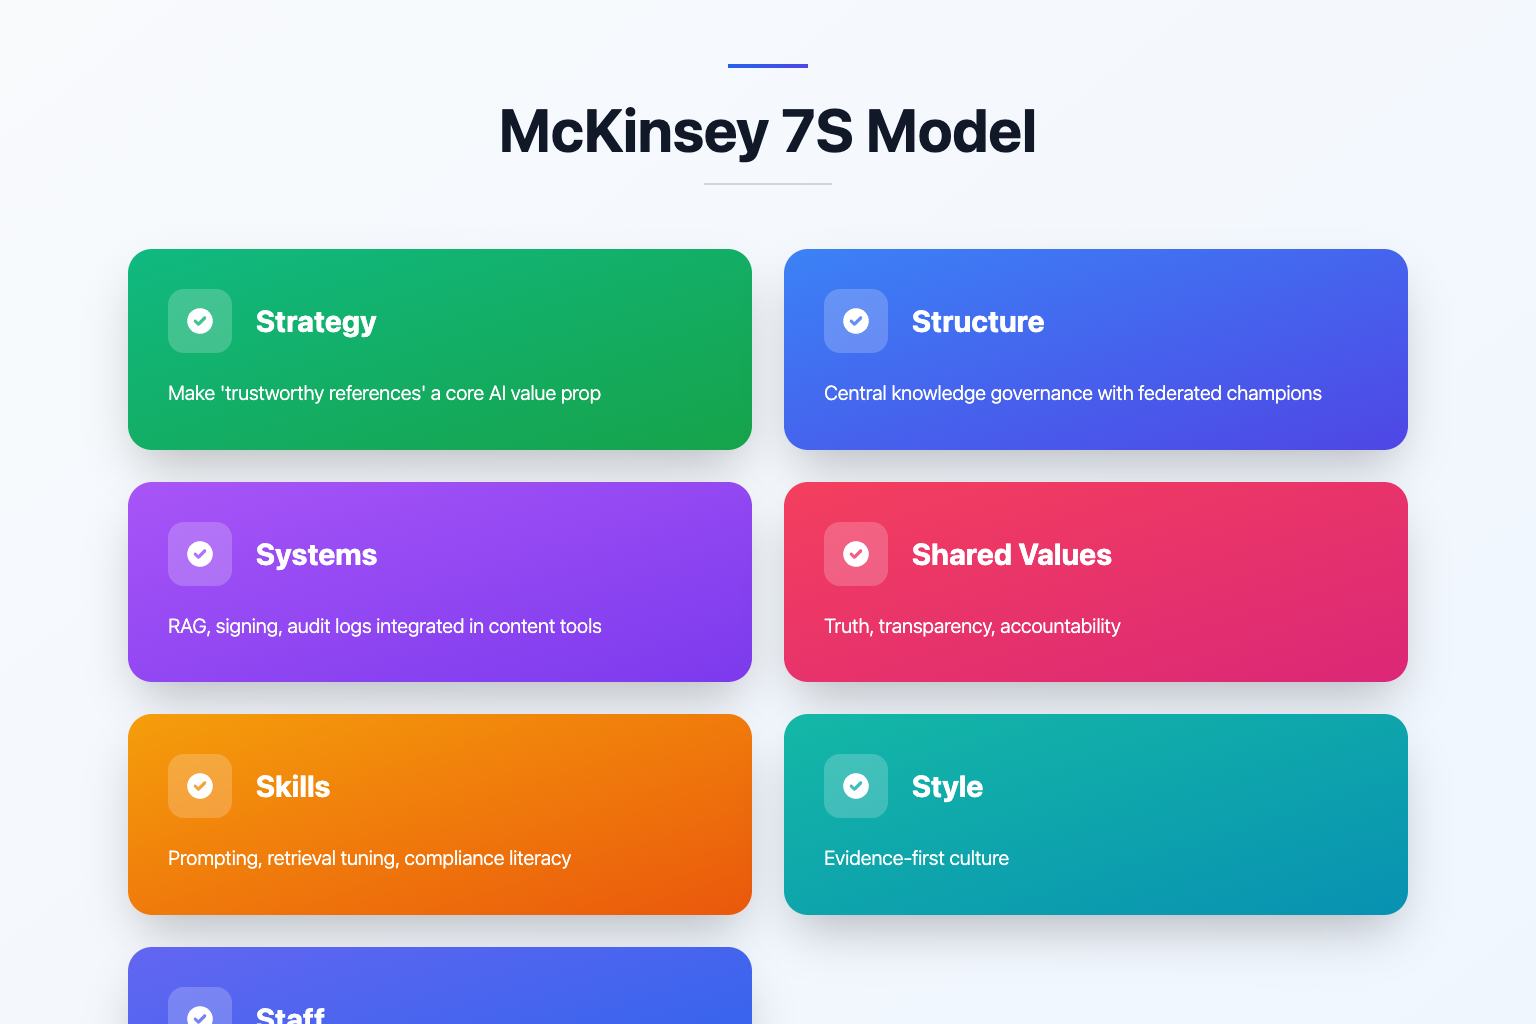 McKinsey 7S Model
Strategy
Make 'trustworthy references' a core AI value prop
Structure
Central knowledge governance with federated champions
Systems
RAG, signing, audit logs integrated in content tools
Shared Values
Truth, transparency, accountability
Skills
Prompting, retrieval tuning, compliance literacy
Style
Evidence-first culture
Staff